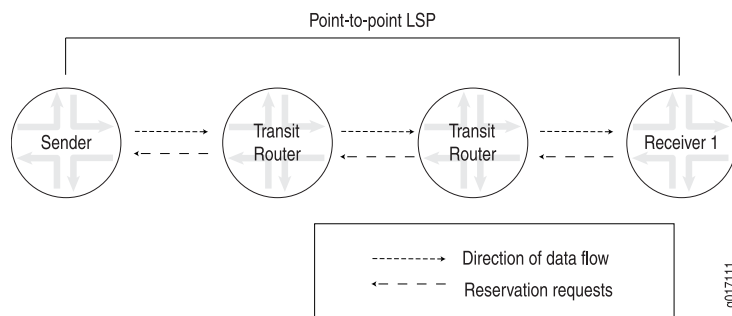 Point-to-point LSP
Sender
Transit
Router
Transit
Router
Receiver 1
Direction of data flow
Reservation requests
g017111